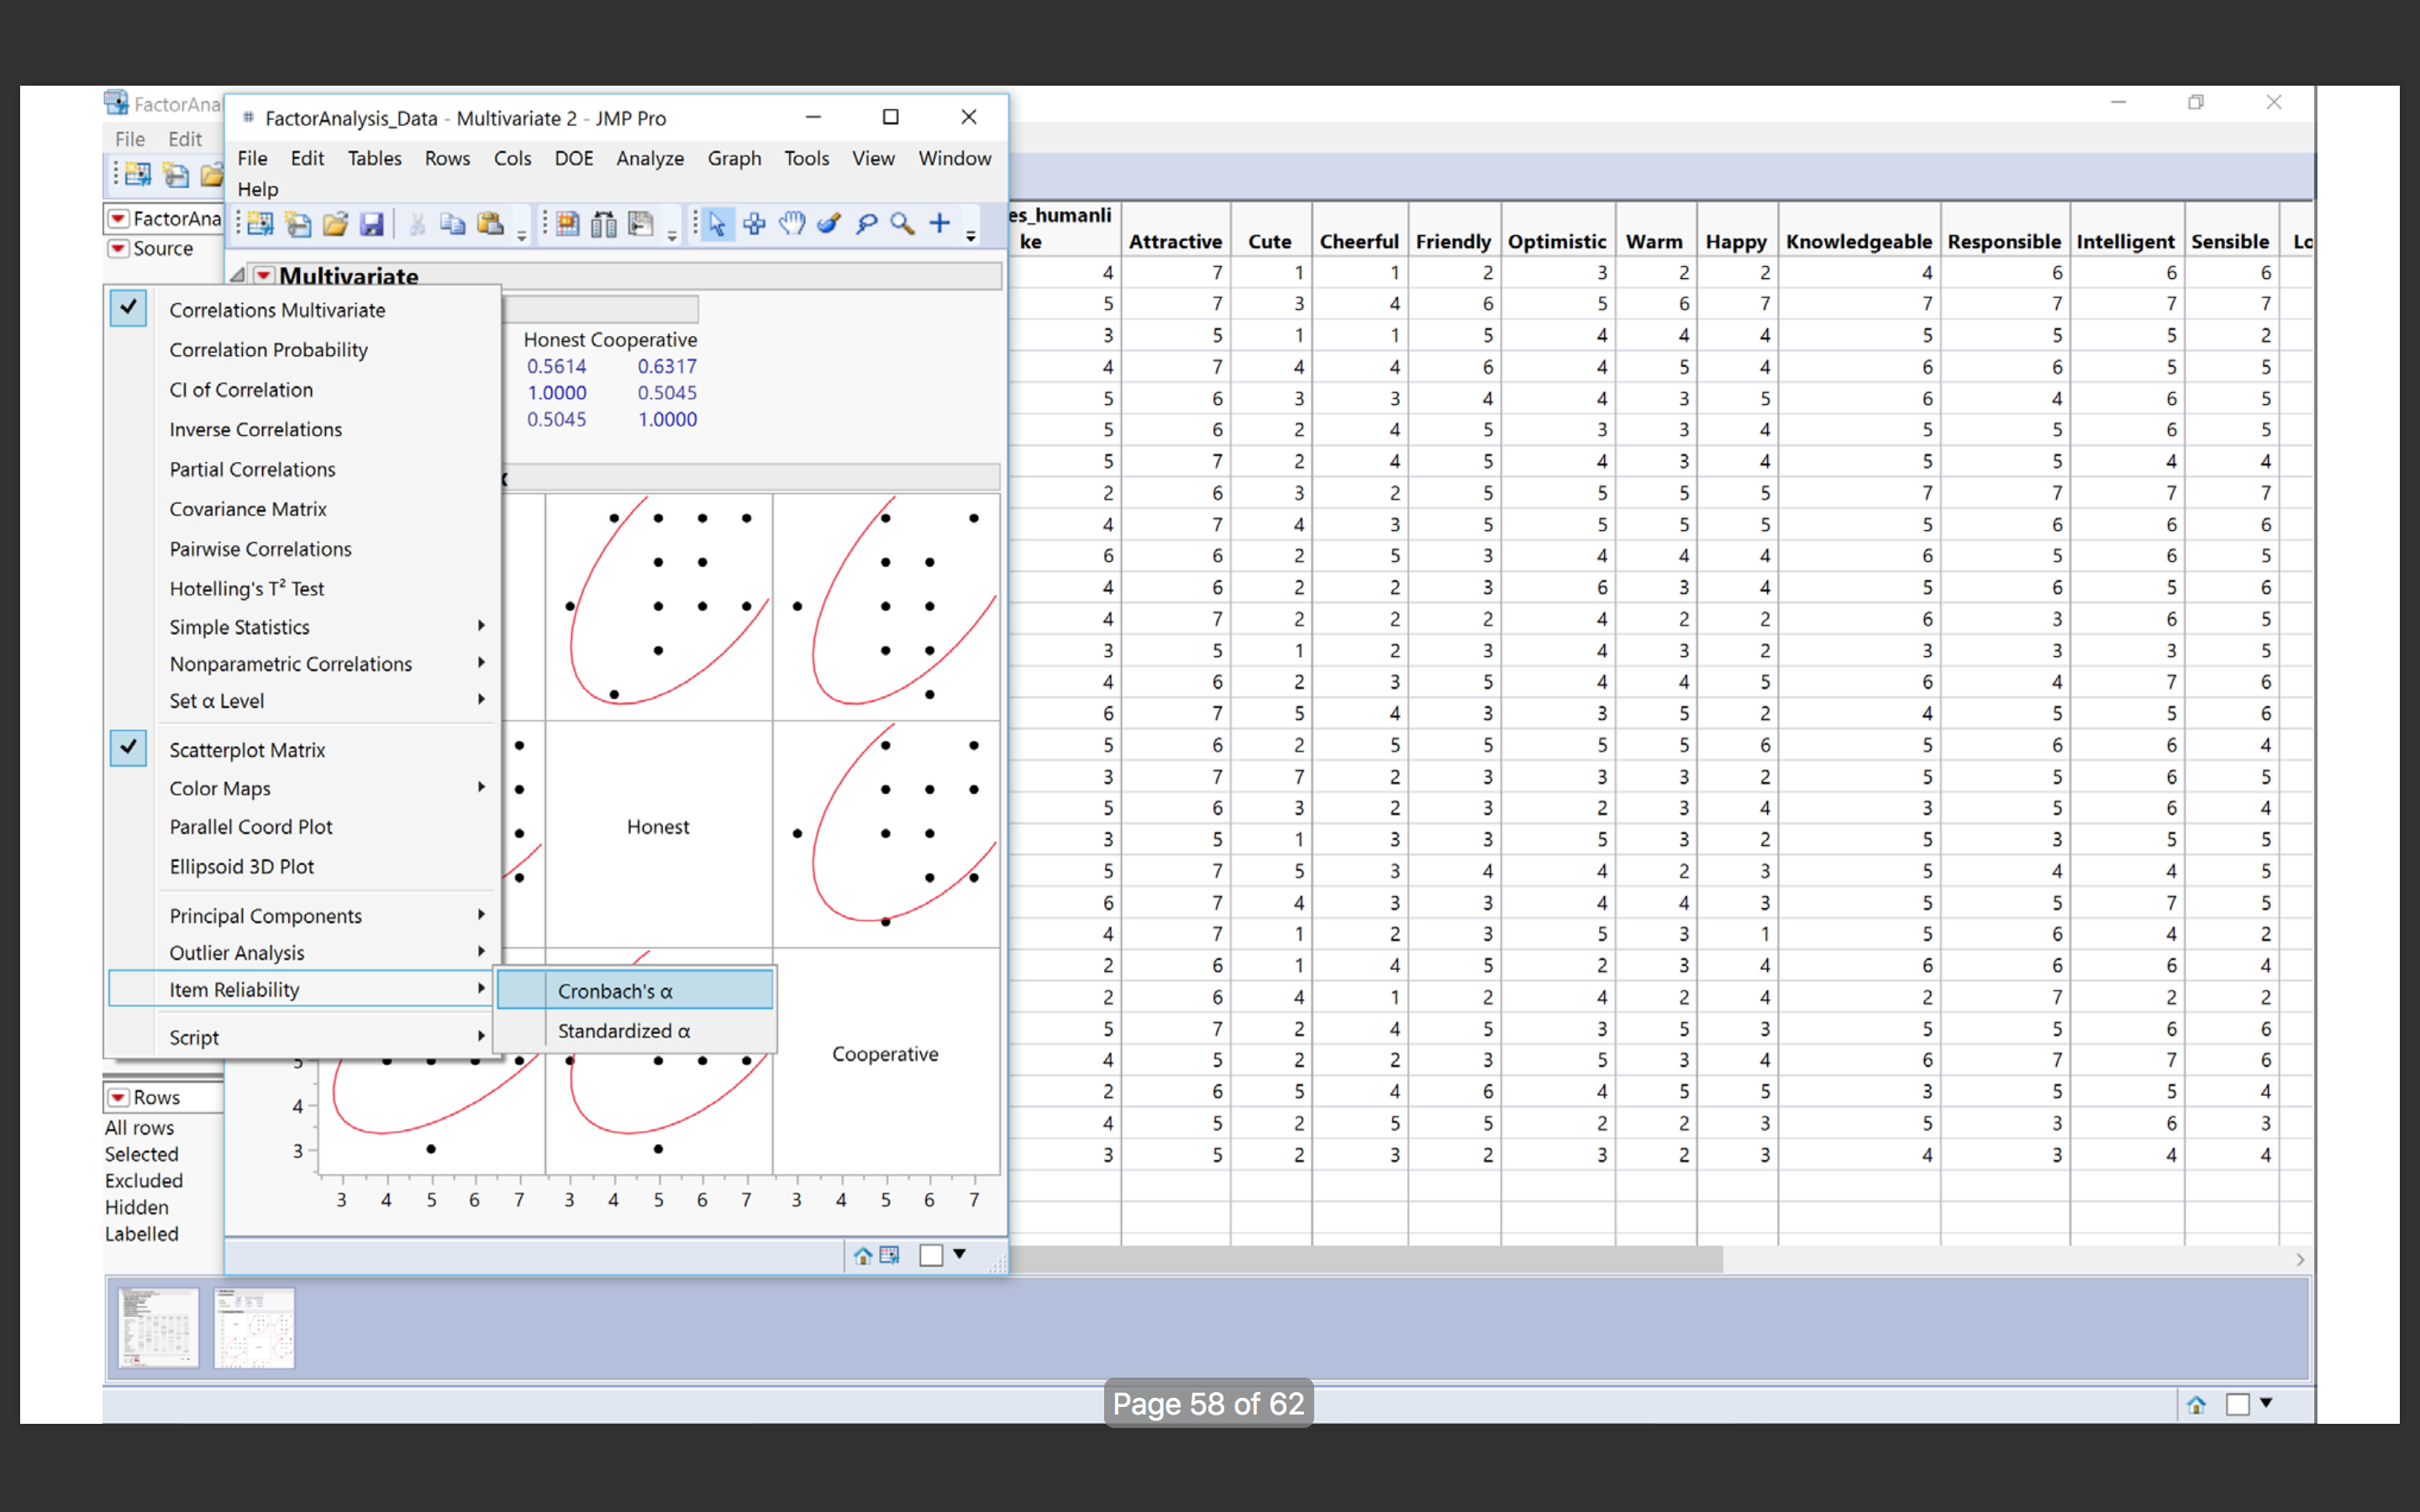 FactorAna
File Edit
FactorAna
Source
FactorAnalysis_Data - Multivariate 2 - JMP Pro
File Edit Tables Rows Cols DOE Analyze Graph Tools View Window
Help
Multivariate
Correlations Multivariate
Correlation Probability
CI of Correlation
Inverse Correlations
Partial Correlations
Covariance Matrix
Pairwise Correlations
Hotelling's T² Test
Simple Statistics
Nonparametric Correlations
Set α Level
Scatterplot Matrix
Color Maps
Parallel Coord Plot
Ellipsoid 3D Plot
Principal Components
Outlier Analysis
Item Reliability
Script
Cronbach's α
Standardized α
Honest Cooperative
0.5614 0.6317
1.0000 0.5045
0.5045 1.0000
x
Honest
Cooperative
5
4
3
3 4 5 6 7 3 4 5 6 7 3 4 5 6 7
Rows
All rows
Selected
Excluded
Hidden
Labelled
es_humanli
ke Attractive Cute Cheerful Friendly Optimistic Warm Happy Knowledgeable Responsible Intelligent Sensible Lo
4 7 1 1 2 3 2 2 4 6 6 6
5 7 3 4 6 5 6 7 7 7 7 7
3 5 1 1 5 4 4 4 5 5 5 2
4 7 4 4 6 4 5 4 6 6 5 5
5 6 3 3 4 4 3 5 6 4 6 5
5 6 2 4 5 3 3 4 5 5 6 5
5 7 2 4 5 4 3 4 5 5 4 4
2 6 3 2 5 5 5 5 7 7 7 7
4 7 4 3 5 5 5 5 5 6 6 6
6 6 2 5 3 4 4 4 6 5 6 5
4 6 2 2 3 6 3 4 5 6 5 6
4 7 2 2 2 4 2 2 6 3 6 5
3 5 1 2 3 4 3 2 3 3 3 5
4 6 2 3 5 4 4 5 6 4 7 6
6 7 5 4 3 3 5 2 4 5 5 6
5 6 2 5 5 5 5 6 5 6 6 4
3 7 7 2 3 3 3 2 5 5 6 5
5 6 3 2 3 2 3 4 3 5 6 4
3 5 1 3 3 5 3 2 5 3 5 5
5 7 5 3 4 4 2 3 5 4 4 5
6 7 4 3 3 4 4 3 5 5 7 5
4 7 1 2 3 5 3 1 5 6 4 2
2 6 1 4 5 2 3 4 6 6 6 4
2 6 4 1 2 4 2 4 2 7 2 2
5 7 2 4 5 3 5 3 5 5 6 6
4 5 2 2 3 5 3 4 6 7 7 6
2 6 5 4 6 4 5 5 3 5 5 4
4 5 2 5 5 2 2 3 5 3 6 3
3 5 2 3 2 3 2 3 4 3 4 4
Page 58 of 62